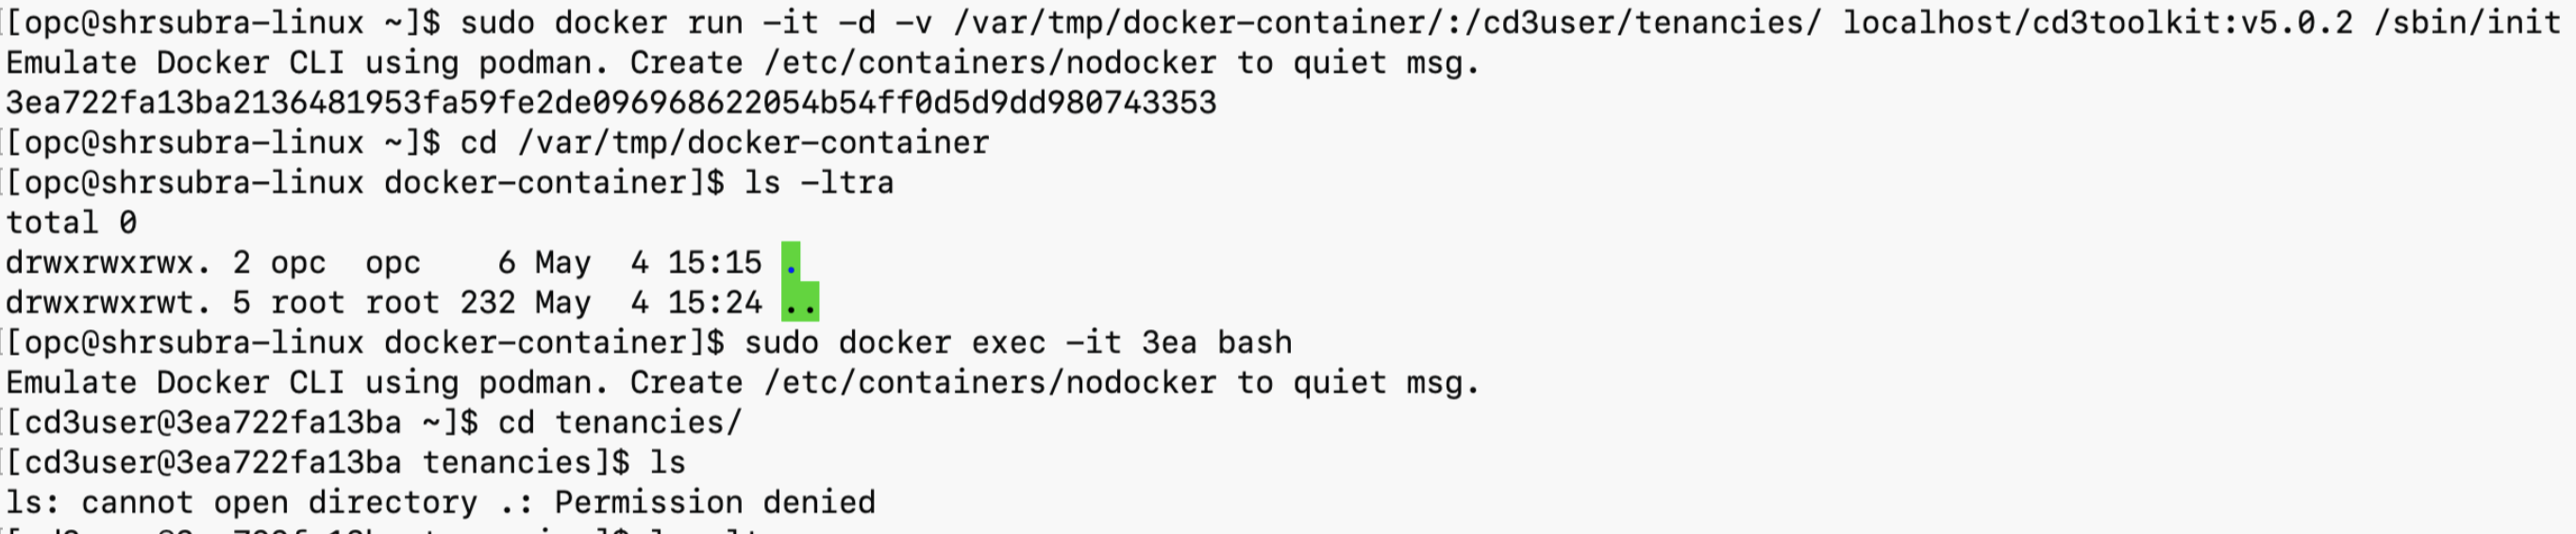 [opc@shrsubra-linux ~]$ sudo docker run -it -d -v /var/tmp/docker-container/:/cd3user/tenancies/ localhost/cd3toolkit:v5.0.2 /sbin/init
Emulate Docker CLI using podman. Create /etc/containers/nodocker to quiet msg.
3ea722fa13ba2136481953fa59fe2de096968622054b54ff0d5d9dd980743353
[opc@shrsubra-linux ~]$ cd /var/tmp/docker-container
[opc@shrsubra-linux docker-container]$ ls -ltra
total 0
drwxrwxrwx. 2 opc  opc    6 May  4 15:15 .
drwxrwxrwt. 5 root root 232 May  4 15:24 ..
[opc@shrsubra-linux docker-container]$ sudo docker exec -it 3ea bash
Emulate Docker CLI using podman. Create /etc/containers/nodocker to quiet msg.
[cd3user@3ea722fa13ba ~]$ cd tenancies/
[cd3user@3ea722fa13ba tenancies]$ ls
ls: cannot open directory .: Permission denied